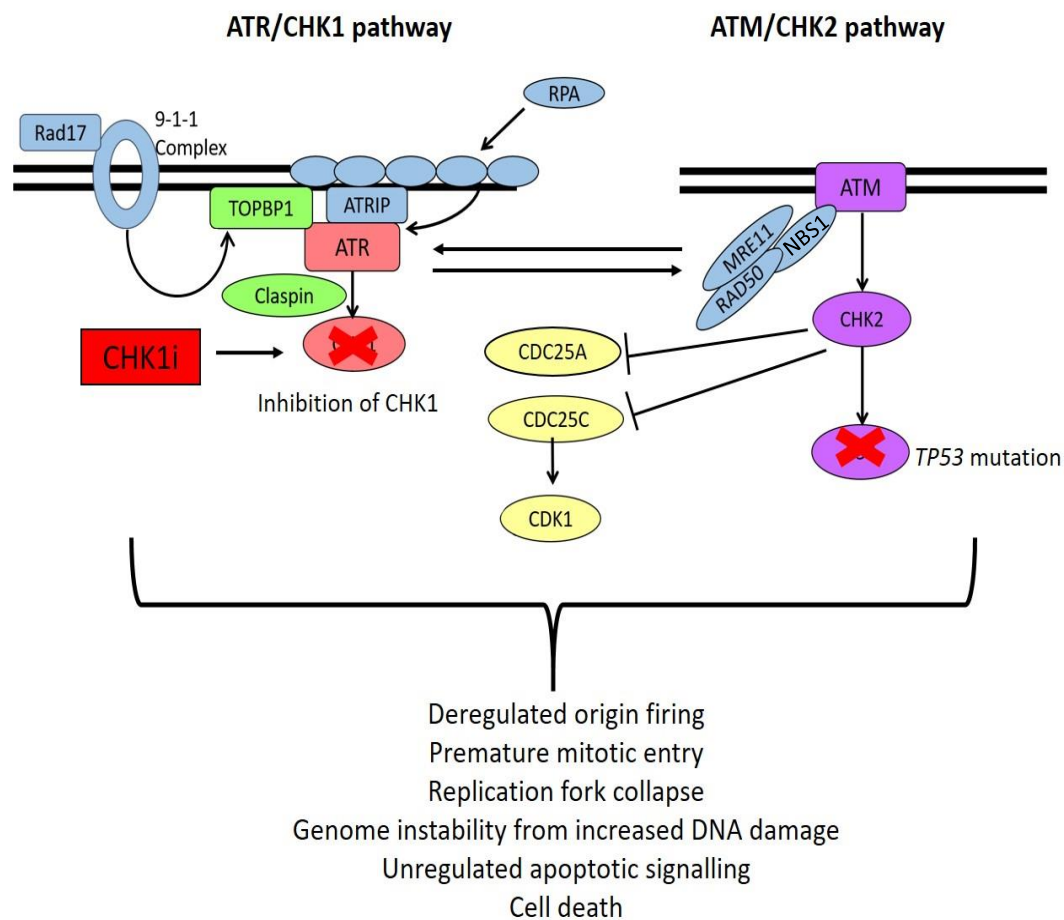 ATR/CHK1 pathway
ATM/CHK2 pathway
RPA
9-1-1
Complex
Rad17
TOPBP1
ATRIP
ATM
ATR
MRE11
NBS1
RAD50
Claspin
CHK2
CHK1i
CDC25A
Inhibition of CHK1
CDC25C
TP53 mutation
CDK1
Deregulated origin firing
Premature mitotic entry
Replication fork collapse
Genome instability from increased DNA damage
Unregulated apoptotic signalling
Cell death